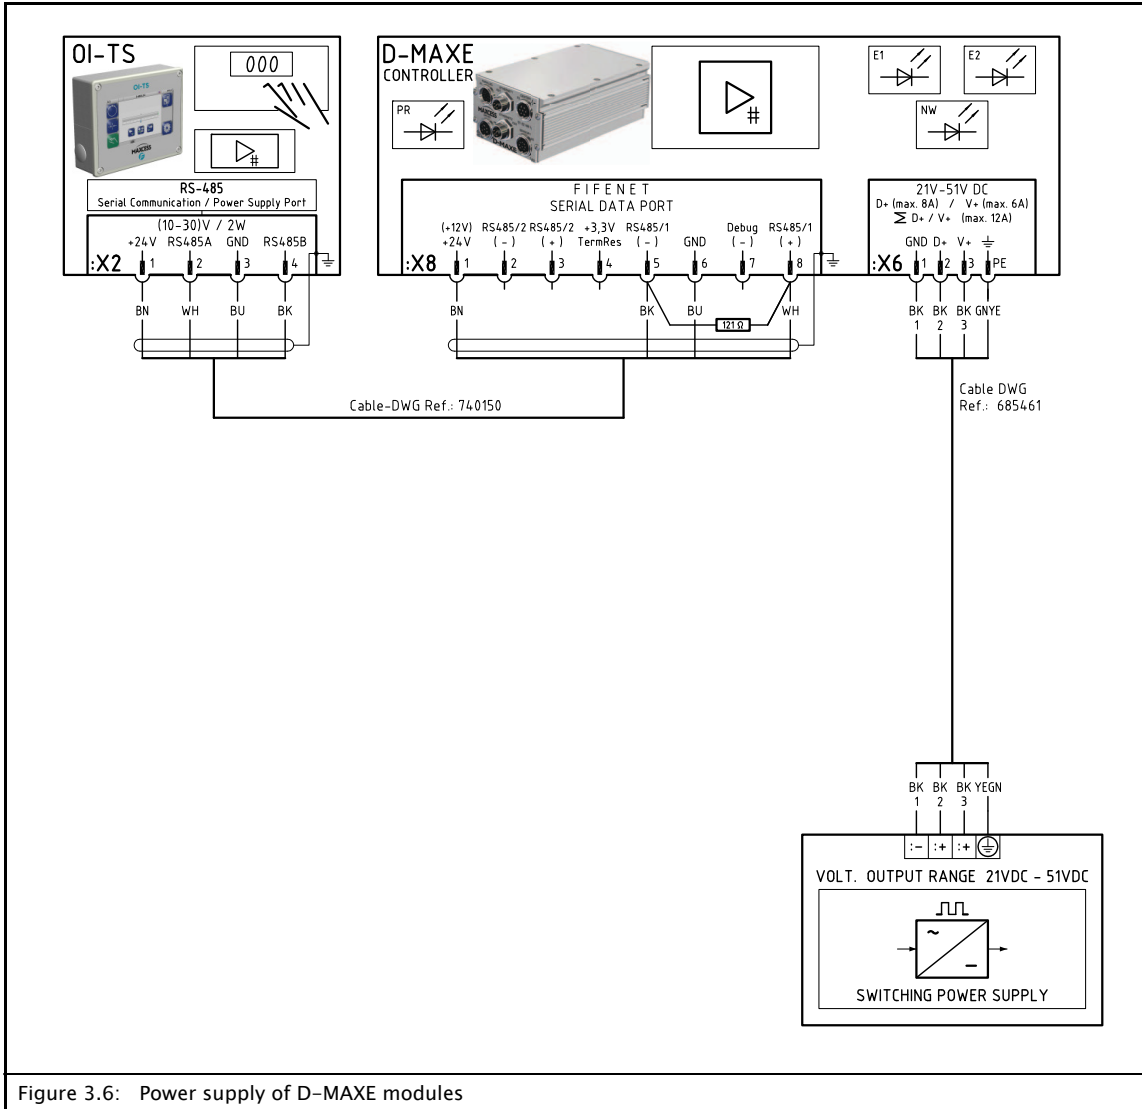 OI-TS
000
OI-TS
MAXCESS
RS-485
Serial Communication / Power Supply Port
(10-30)V / 2W
+24V RS485A GND RS485B
:X2 1 2 3 4
BN WH BU BK
D-MAXE
CONTROLLER
PR
D-MAXE
#
#
E1 E2
NW
FIFENET
SERIAL DATA PORT
(+12V) RS485/2 RS485/2 +3,3V RS485/1 Debug RS485/1
+24V (-) (+) TermRes (-) GND (-) (+)
:X8 1 2 3 4 5 6 7 8
BN BK BU WH
121 Ω
21V-51V DC
D+ (max. 8A) / V+ (max. 6A)
Σ D+ / V+ (max. 12A)
GND D+ V+
:X6 1 2 3 PE
BK BK BK GNYE
1 2 3
Cable-DWG Ref.: 740150
Cable DWG
Ref.: 685461
BK BK BK YEGN
1 2 3
:- :+ :+
VOLT. OUTPUT RANGE 21VDC - 51VDC
~
−
SWITCHING POWER SUPPLY
Figure 3.6: Power supply of D-MAXE modules